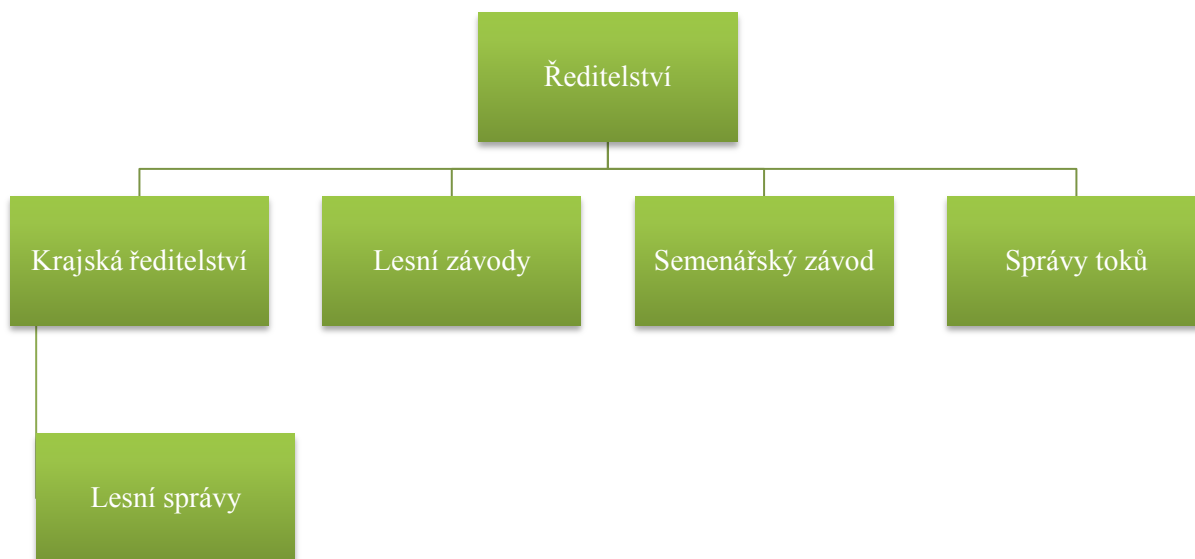 Ředitelství
Krajská ředitelství
Lesní závody
Semenářský závod
Správy toků
Lesní správy